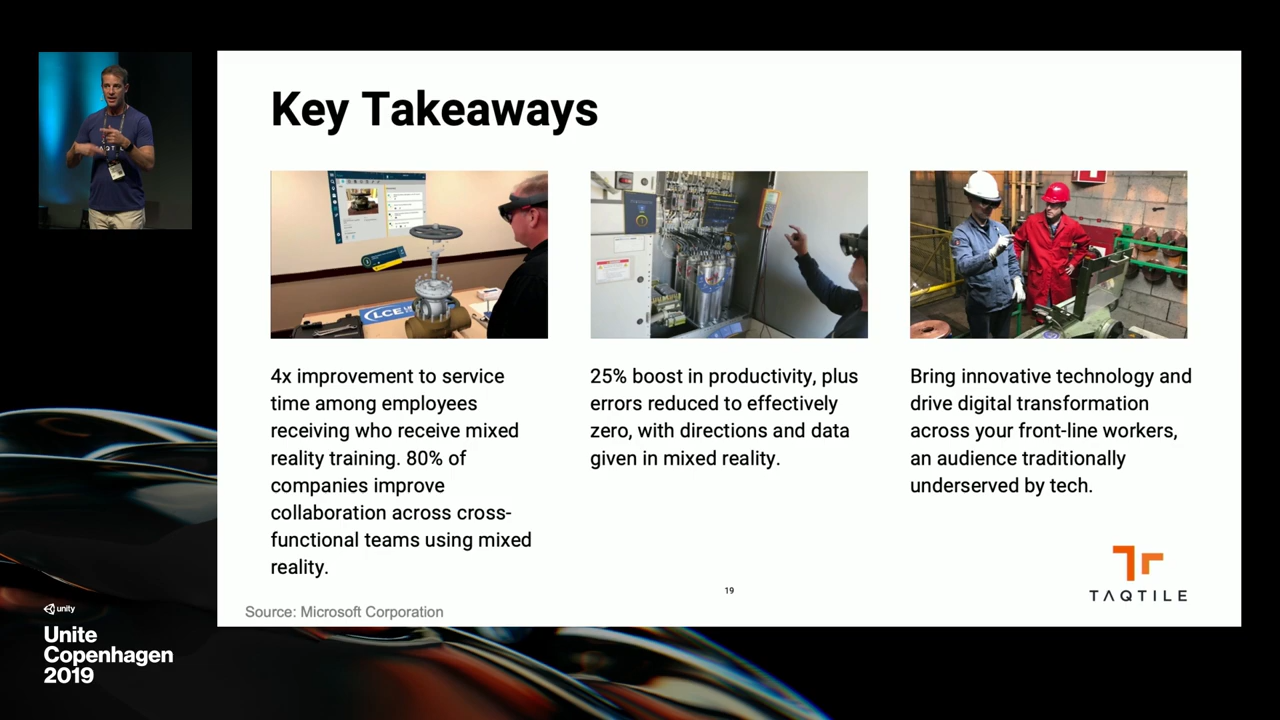 Key Takeaways
LCE
4x improvement to service
time among employees
receiving who receive mixed
reality training. 80% of
companies improve
collaboration across cross-
functional teams using mixed
reality.
25% boost in productivity, plus
errors reduced to effectively
zero, with directions and data
given in mixed reality.
Bring innovative technology and
drive digital transformation
across your front-line workers,
an audience traditionally
underserved by tech.
TAQTILE
19
Source: Microsoft Corporation
unity
Unite
Copenhagen
2019